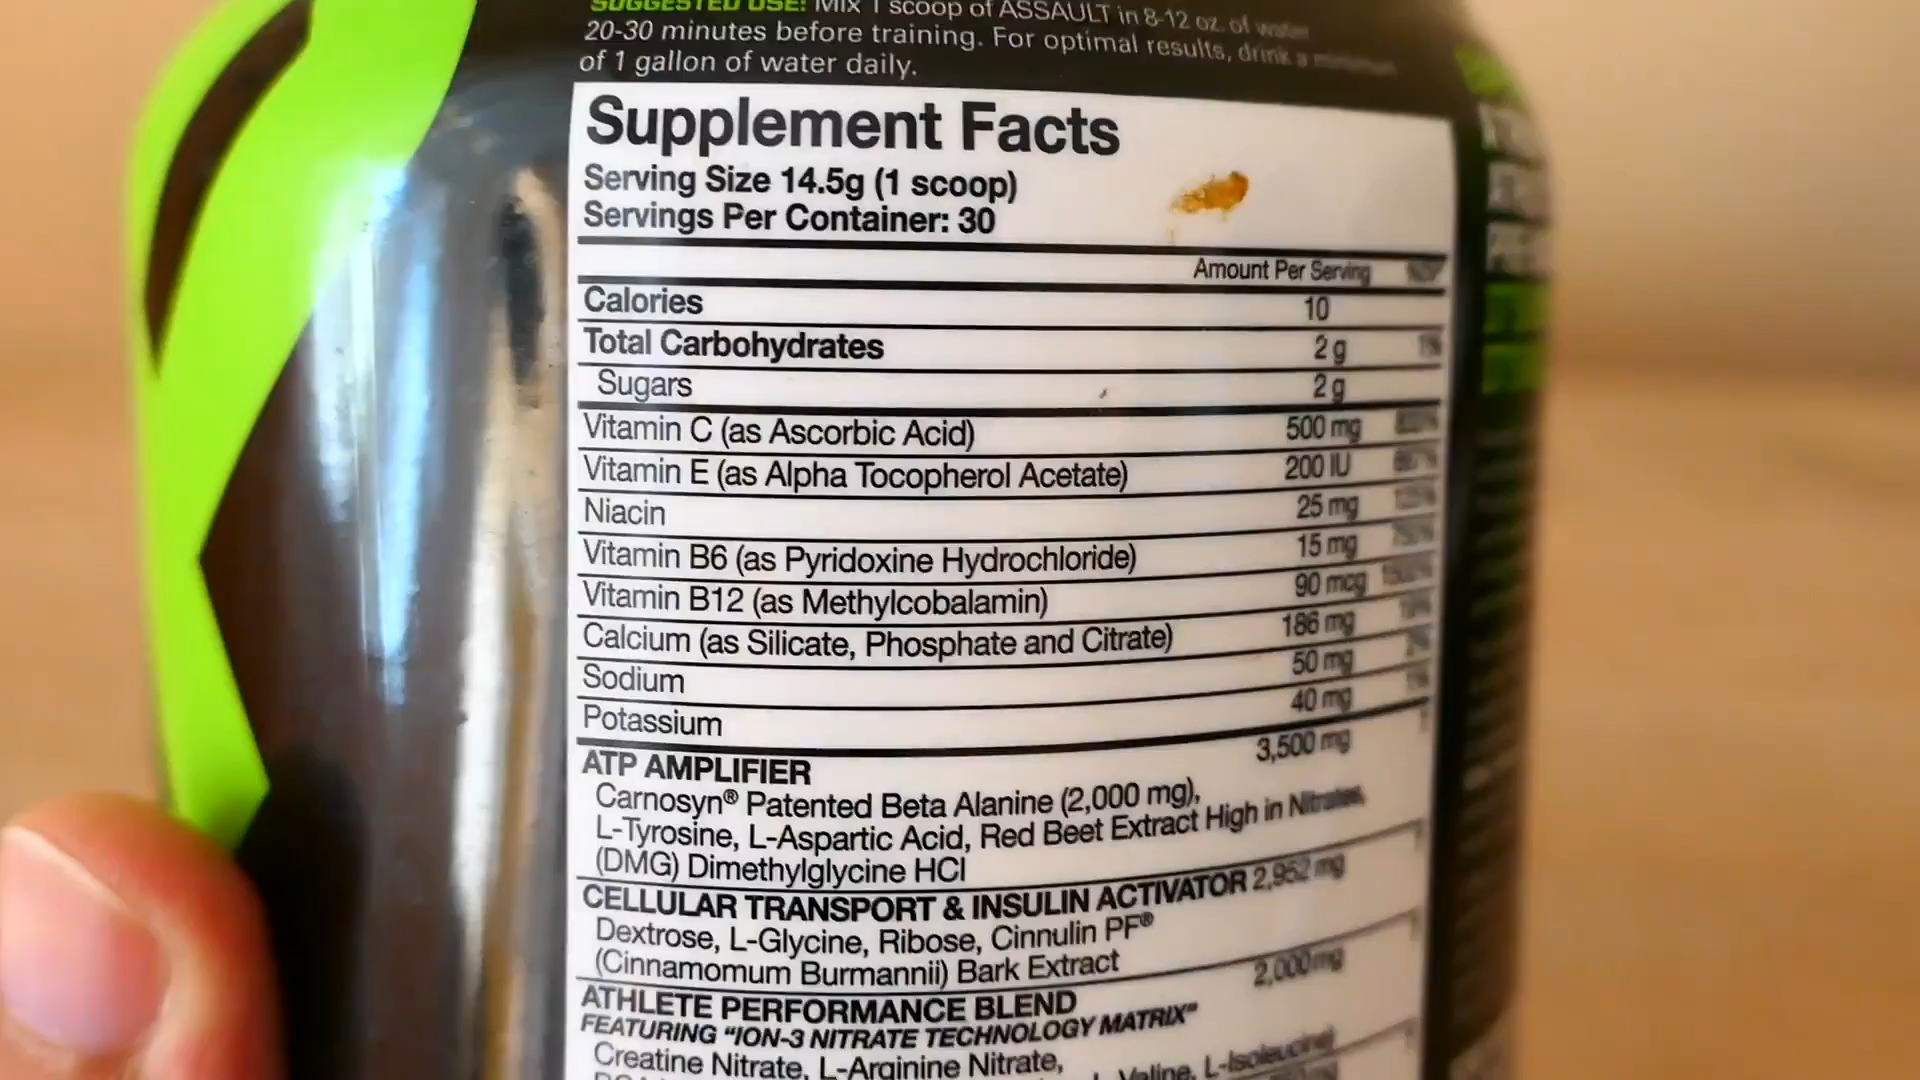 SUGGESTED USE: Mix 1 scoop of ASSAULT in 8-12 oz. of water
20-30 minutes before training. For optimal results, drink a minimum
of 1 gallon of water daily.
Supplement Facts
Serving Size 14.5g (1 scoop)
Servings Per Container: 30
Amount Per Serving
Calories 10
Total Carbohydrates 2 g 1%
Sugars 2 g
Vitamin C (as Ascorbic Acid) 500 mg
Vitamin E (as Alpha Tocopherol Acetate) 200 IU
Niacin 25 mg
Vitamin B6 (as Pyridoxine Hydrochloride) 15 mg
Vitamin B12 (as Methylcobalamin) 90 mcg
Calcium (as Silicate, Phosphate and Citrate) 186 mg
Sodium 50 mg
Potassium 40 mg
ATP AMPLIFIER 3,500 mg
Carnosyn® Patented Beta Alanine (2,000 mg),
L-Tyrosine, L-Aspartic Acid, Red Beet Extract High in Nitrates,
(DMG) Dimethylglycine HCl
CELLULAR TRANSPORT & INSULIN ACTIVATOR 2,952 mg
Dextrose, L-Glycine, Ribose, Cinnulin PF®
(Cinnamomum Burmannii) Bark Extract
ATHLETE PERFORMANCE BLEND 2,000 mg
FEATURING "ION-3 NITRATE TECHNOLOGY MATRIX"
Creatine Nitrate, L-Arginine Nitrate,
L-Valine, L-Isoleucine)